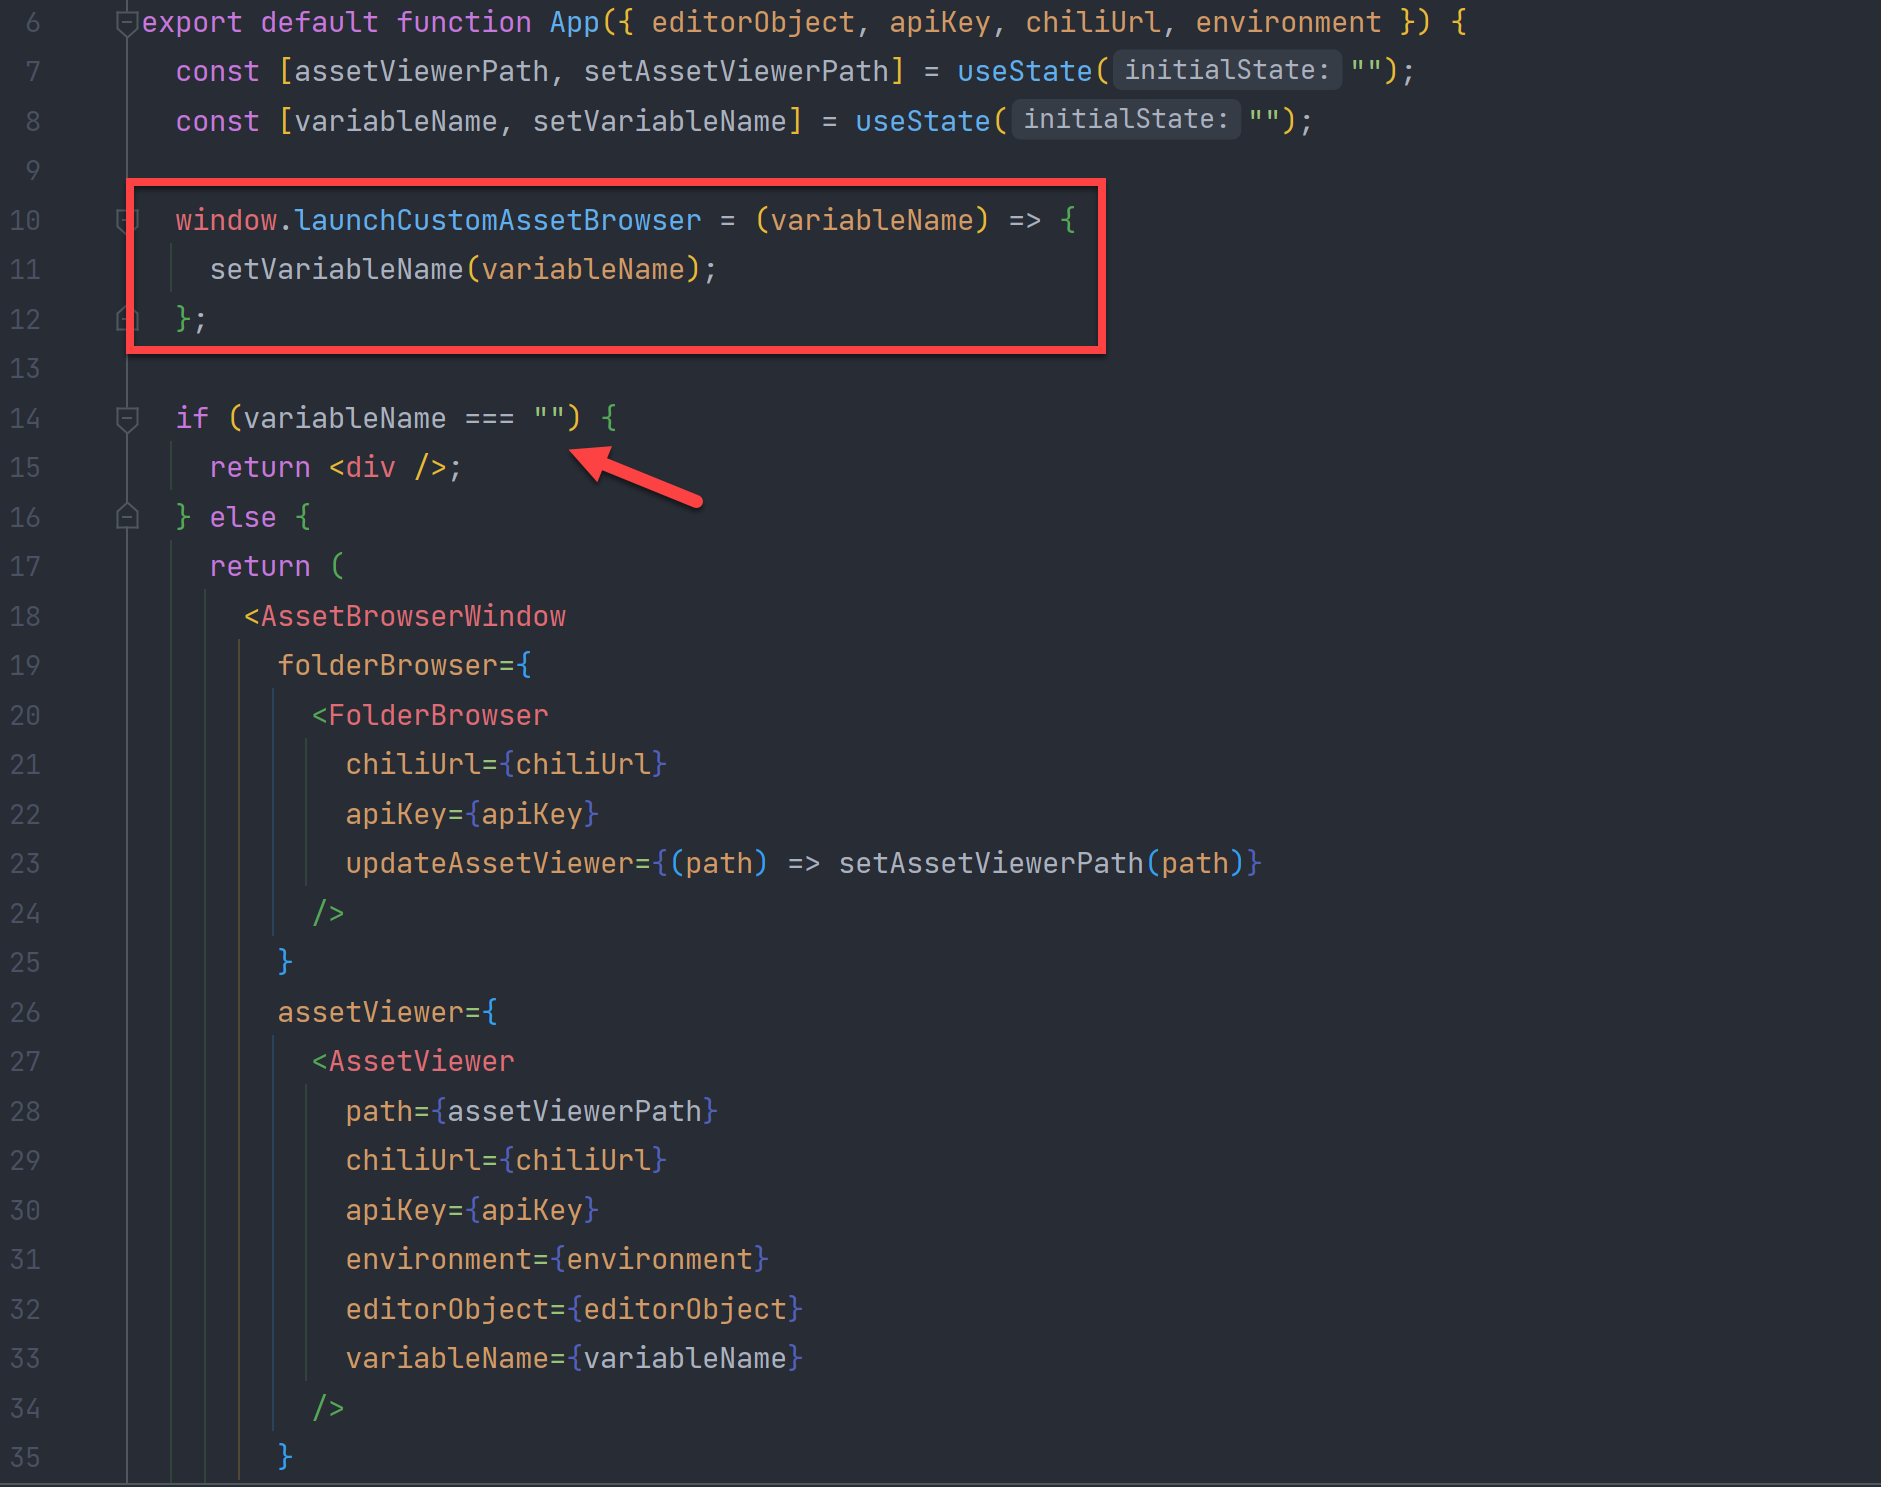 6 export default function App({ editorObject, apiKey, chiliUrl, environment }) {
7 const [assetViewerPath, setAssetViewerPath] = useState( initialState: "");
8 const [variableName, setVariableName] = useState( initialState: "");
9
10 window.launchCustomAssetBrowser = (variableName) => {
11 setVariableName(variableName);
12 };
13
14 if (variableName === "") {
15 return <div />;
16 } else {
17 return (
18 <AssetBrowserWindow
19 folderBrowser={
20 <FolderBrowser
21 chiliUrl={chiliUrl}
22 apiKey={apiKey}
23 updateAssetViewer={(path) => setAssetViewerPath(path)}
24 />
25 }
26 assetViewer={
27 <AssetViewer
28 path={assetViewerPath}
29 chiliUrl={chiliUrl}
30 apiKey={apiKey}
31 environment={environment}
32 editorObject={editorObject}
33 variableName={variableName}
34 />
35 }